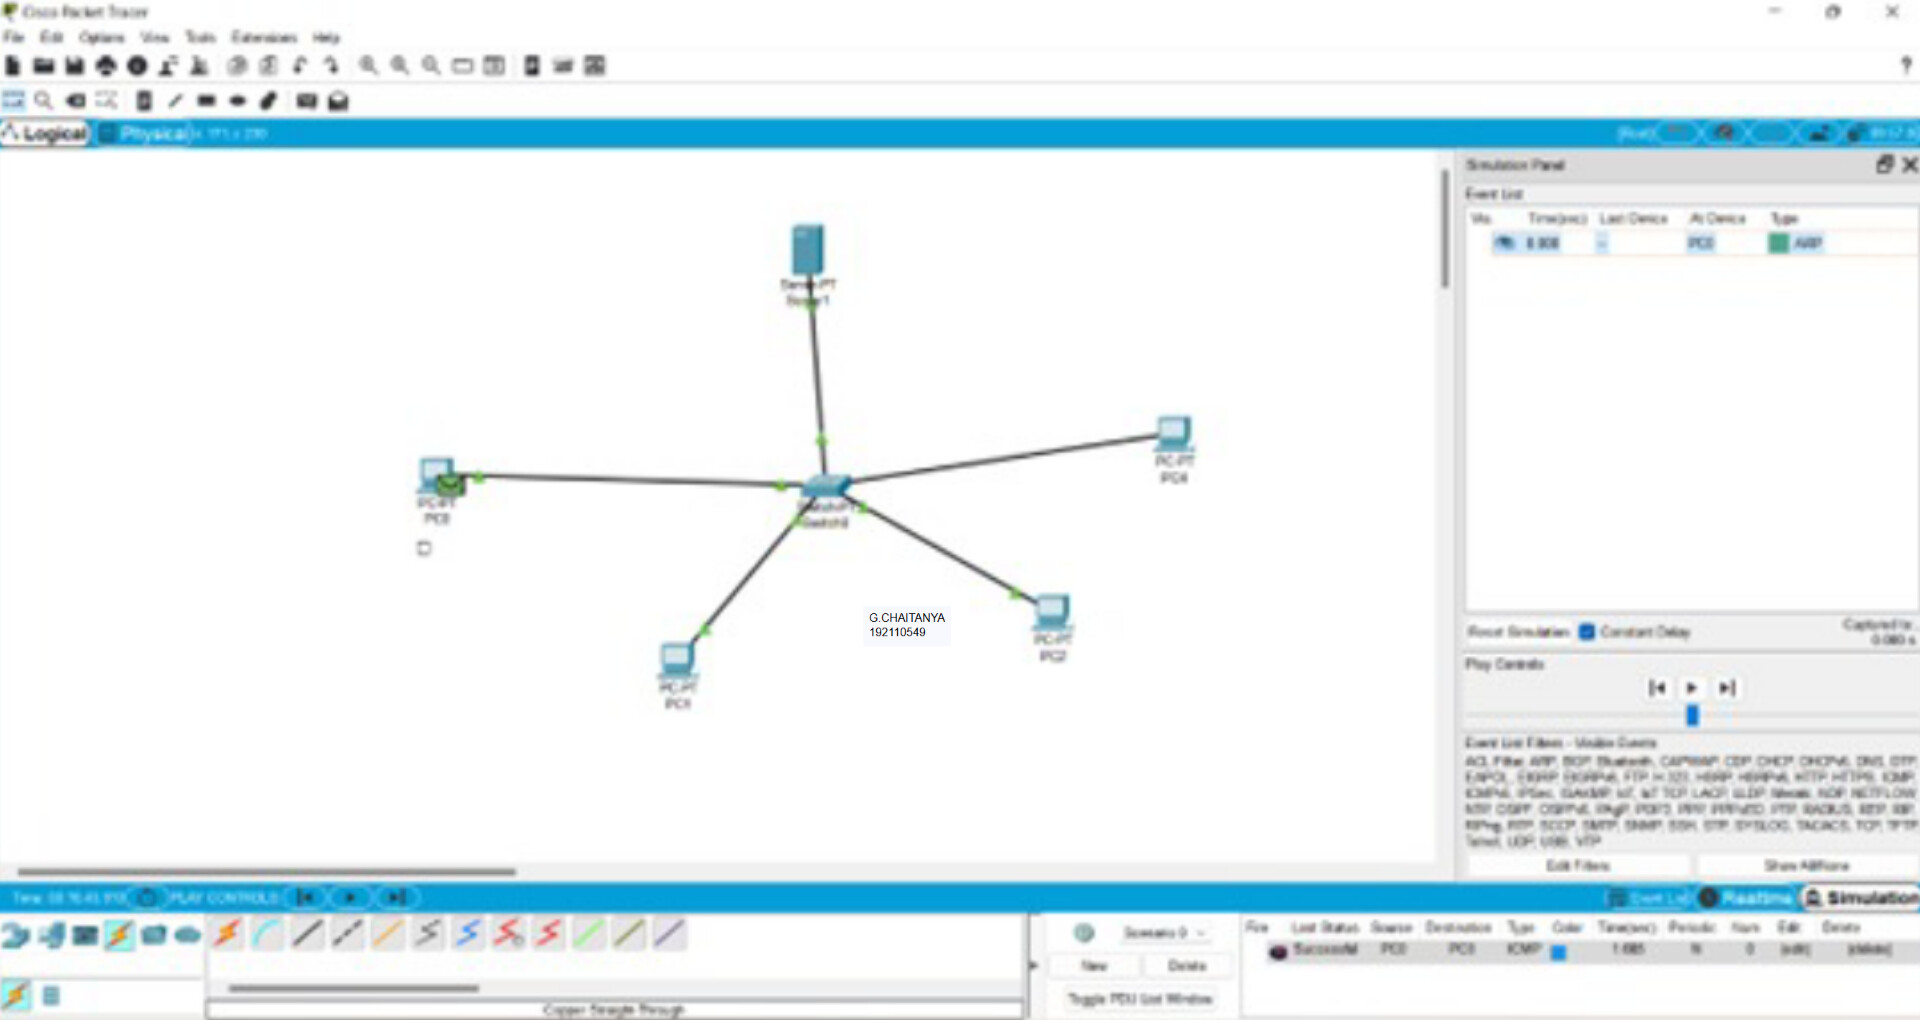 Cisco Packet Tracer
File Edit Options View Tools Extensions Help
Logical Physical
[Root]
Simulation Panel
Event List
Vis. Time(sec) Last Device At Device Type
0.000 -- PC0 ARP
Server-PT
PC-PT
PC4
PC-PT
PC0
Switch-PT
G.CHAITANYA
192110549
PC-PT
PC2
PC-PT
PC1
Reset Simulation Constant Delay
Captured to:
0.000 s
Play Controls
Event List Filters - Visible Events
ACL Filter, ARP, BGP, Bluetooth, CAPWAP, CDP, DHCP, DHCPv6, DNS, DTP,
EAPOL, EIGRP, EIGRPv6, FTP, H.323, HSRP, HSRPv6, HTTP, HTTPS, ICMP,
ICMPv6, IPSec, ISAKMP, IoT, IoT TCP, LACP, LLDP, Meraki, NDP, NETFLOW,
NTP, OSPF, OSPFv6, PAgP, POP3, PPP, PPPoED, PTP, RADIUS, REP, RIP,
RIPng, RTP, SCCP, SMTP, SNMP, SSH, STP, SYSLOG, TACACS, TCP, TFTP,
Telnet, UDP, USB, VTP
Edit Filters Show All/None
PLAY CONTROLS
Event List Realtime Simulation
Scenario 0
New Delete
Toggle PDU List Window
Fire Last Status Source Destination Type Color Time(sec) Periodic Num Edit Delete
Successful PC0 ICMP N 0 (edit) (delete)
Copper Straight-Through